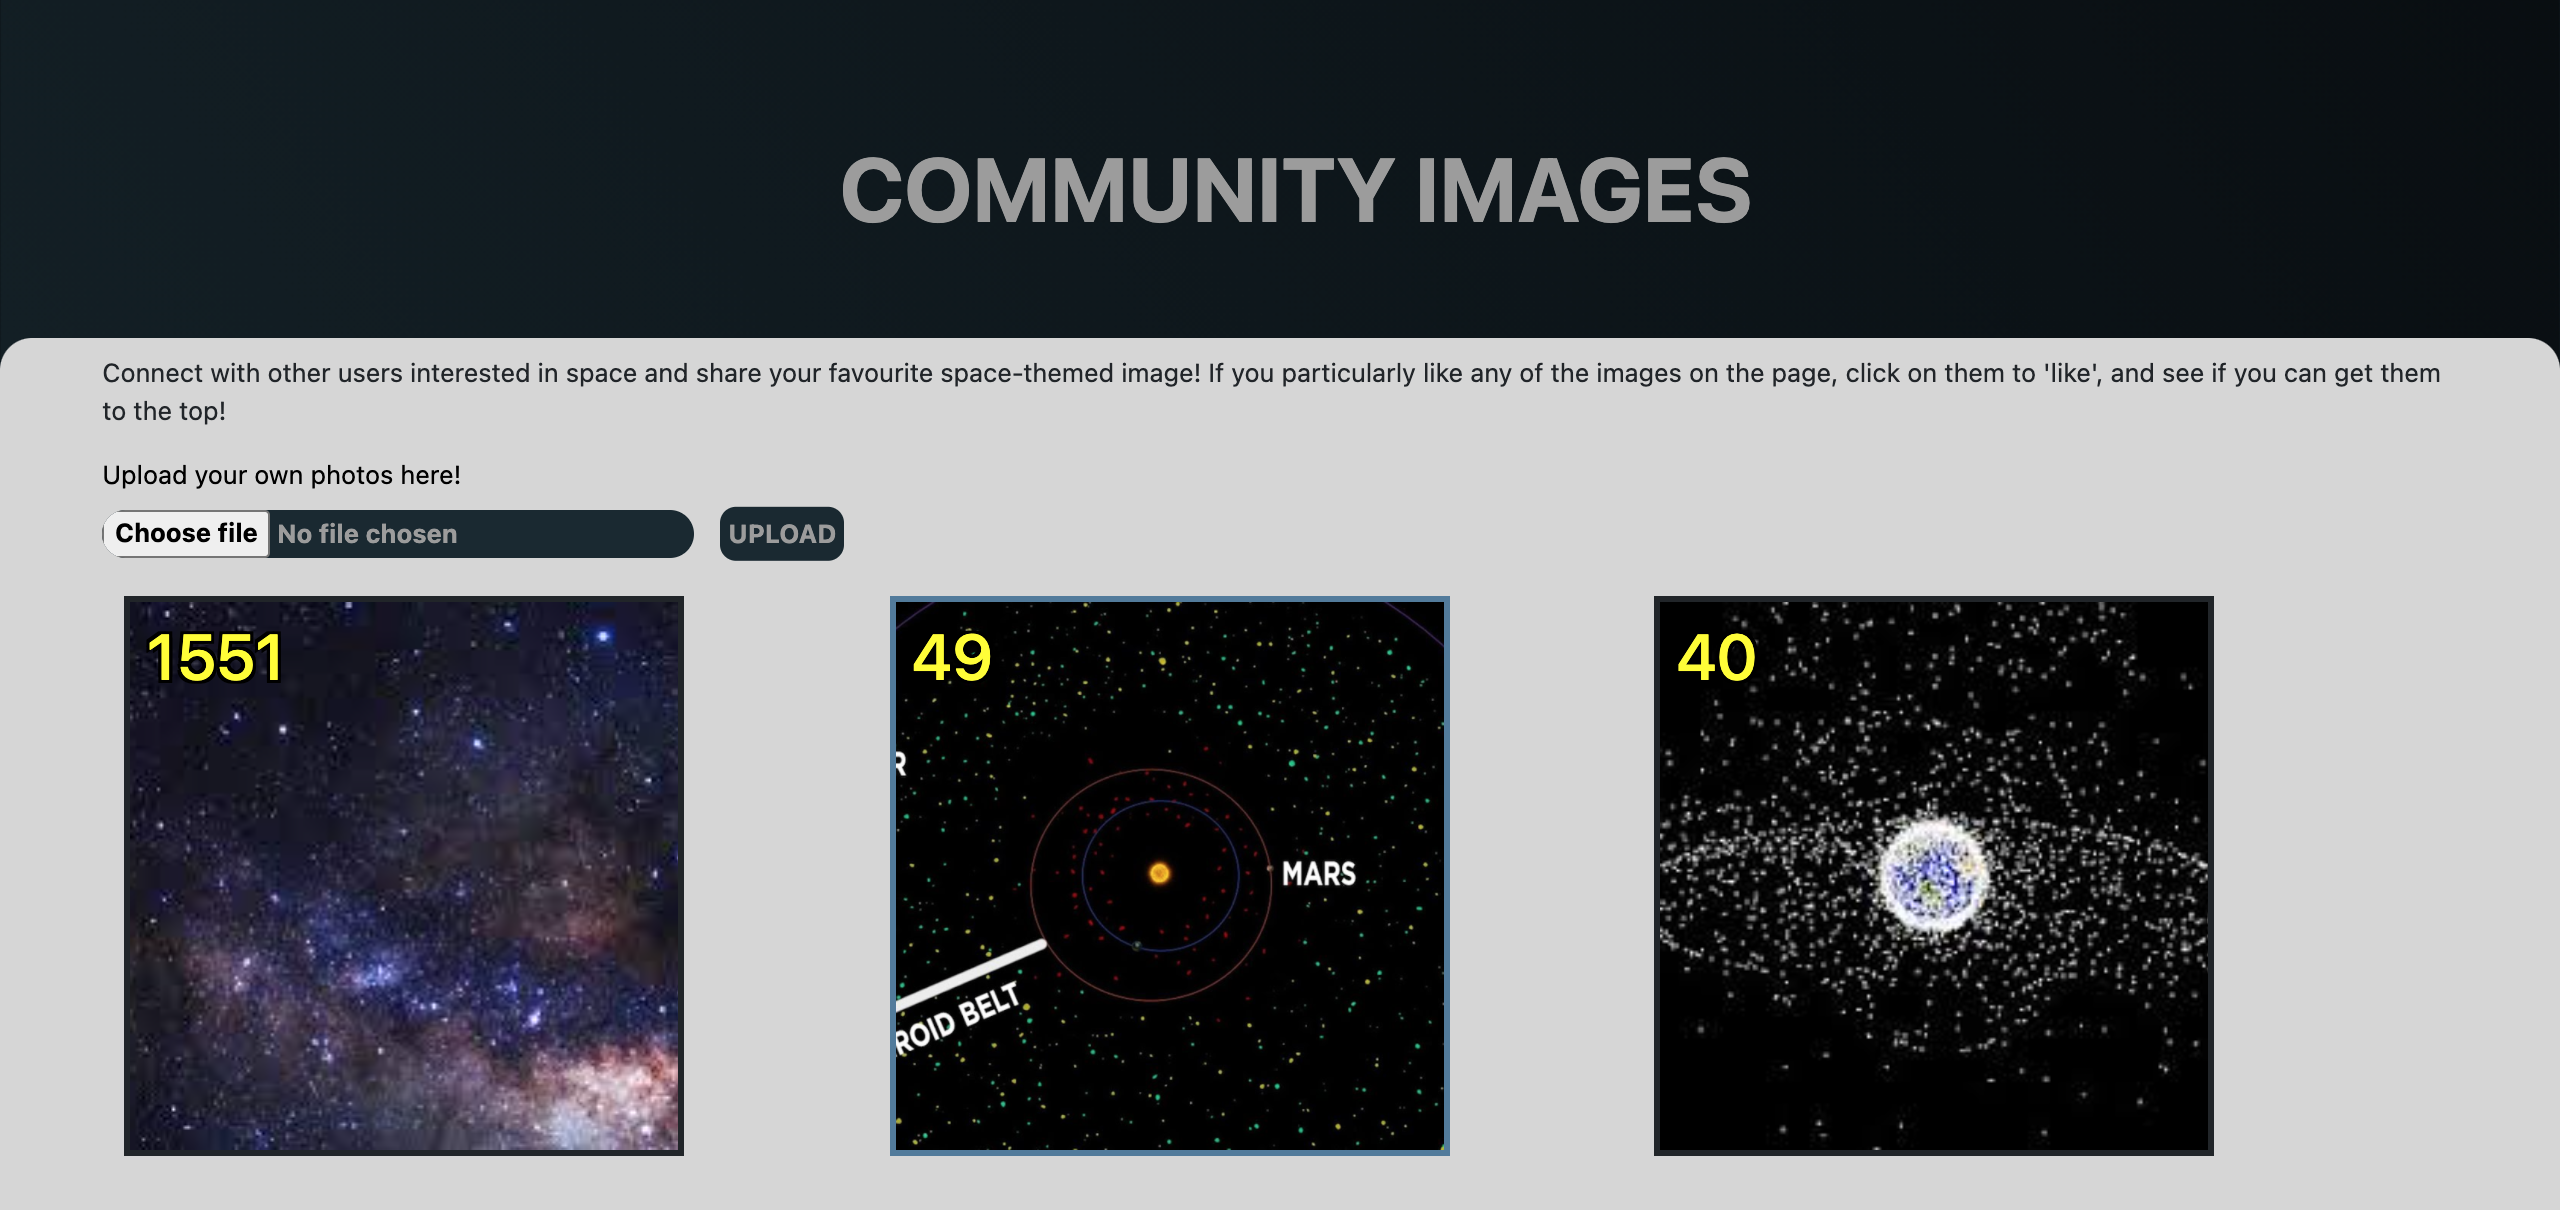 COMMUNITY IMAGES
Connect with other users interested in space and share your favourite space-themed image! If you particularly like any of the images on the page, click on them to 'like', and see if you can get them
to the top!
Upload your own photos here!
Choose file No file chosen UPLOAD
1551 49 40
R
MARS
ROID BELT